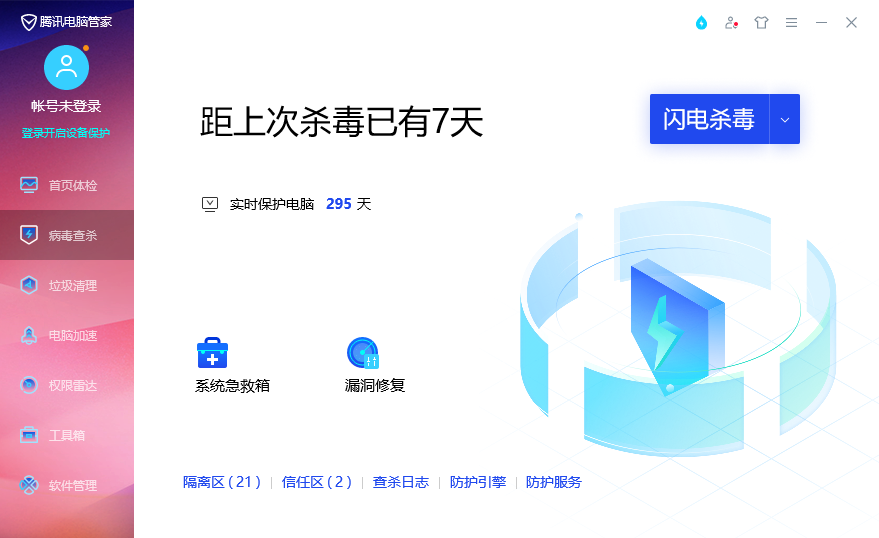 腾讯电脑管家
帐号未登录
登录开启设备保护
首页体检
病毒查杀
垃圾清理
电脑加速
权限雷达
工具箱
软件管理
距上次杀毒已有7天
闪电杀毒
实时保护电脑 295 天
系统急救箱
漏洞修复
隔离区(21) | 信任区(2) | 查杀日志 | 防护引擎 | 防护服务